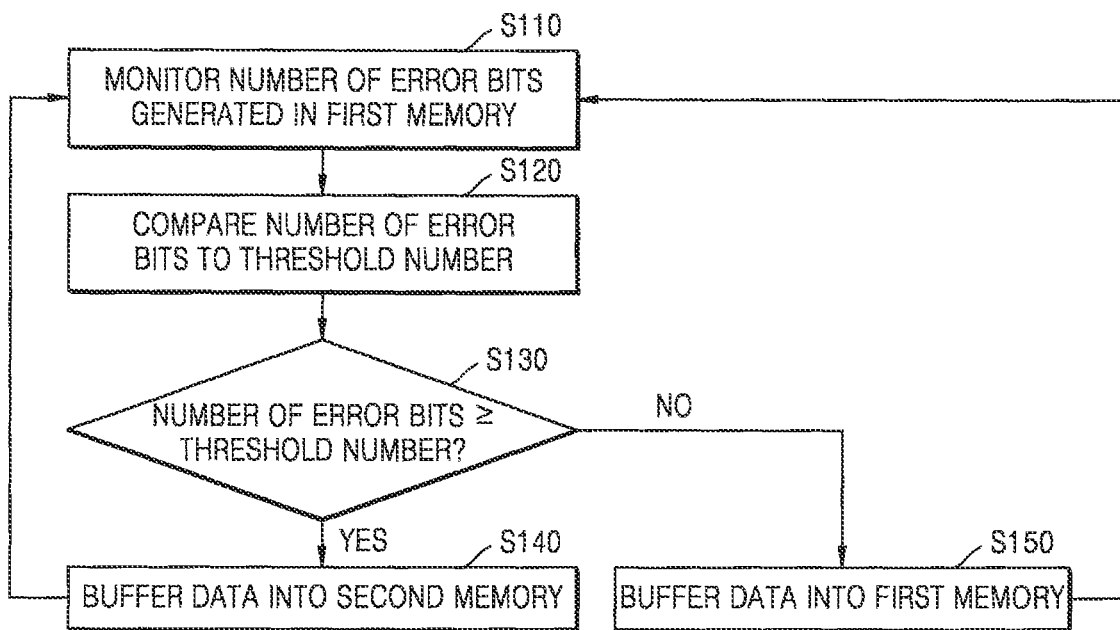 S110
MONITOR NUMBER OF ERROR BITS
GENERATED IN FIRST MEMORY
S120
COMPARE NUMBER OF ERROR
BITS TO THRESHOLD NUMBER
S130
NUMBER OF ERROR BITS ≥
THRESHOLD NUMBER?
NO
YES
S140
BUFFER DATA INTO SECOND MEMORY
S150
BUFFER DATA INTO FIRST MEMORY